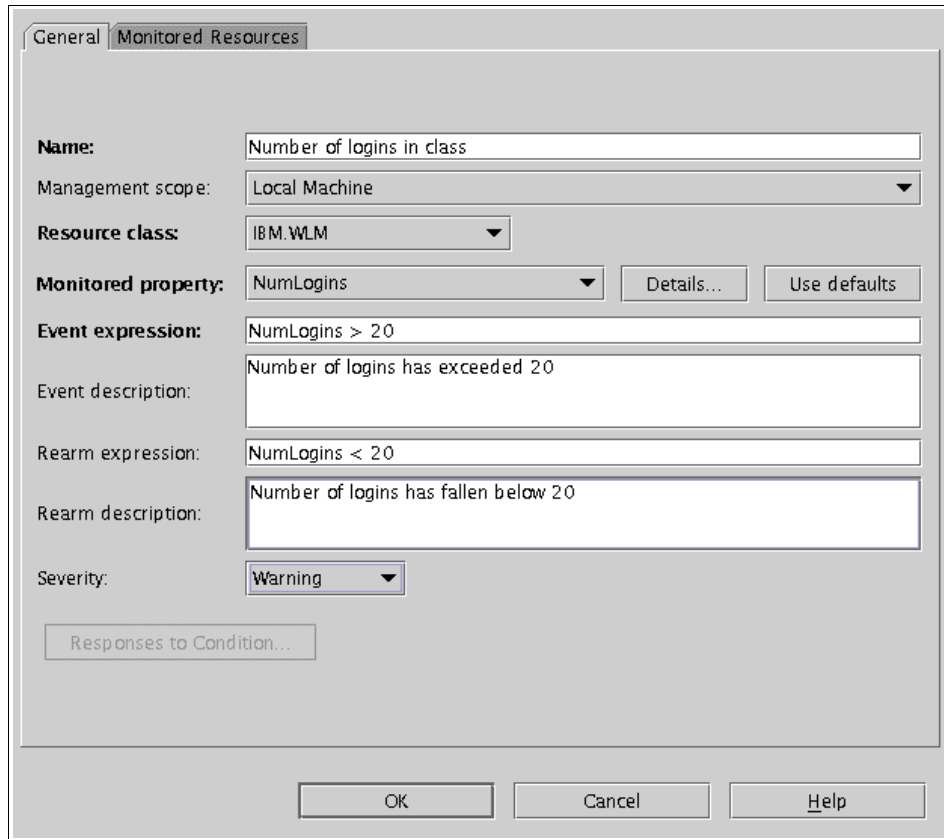 General Monitored Resources
Name: Number of logins in class
Management scope: Local Machine
Resource class: IBM.WLM
Monitored property: NumLogins Details... Use defaults
Event expression: NumLogins > 20
Event description: Number of logins has exceeded 20
Rearm expression: NumLogins < 20
Rearm description: Number of logins has fallen below 20
Severity: Warning
Responses to Condition...
OK Cancel Help